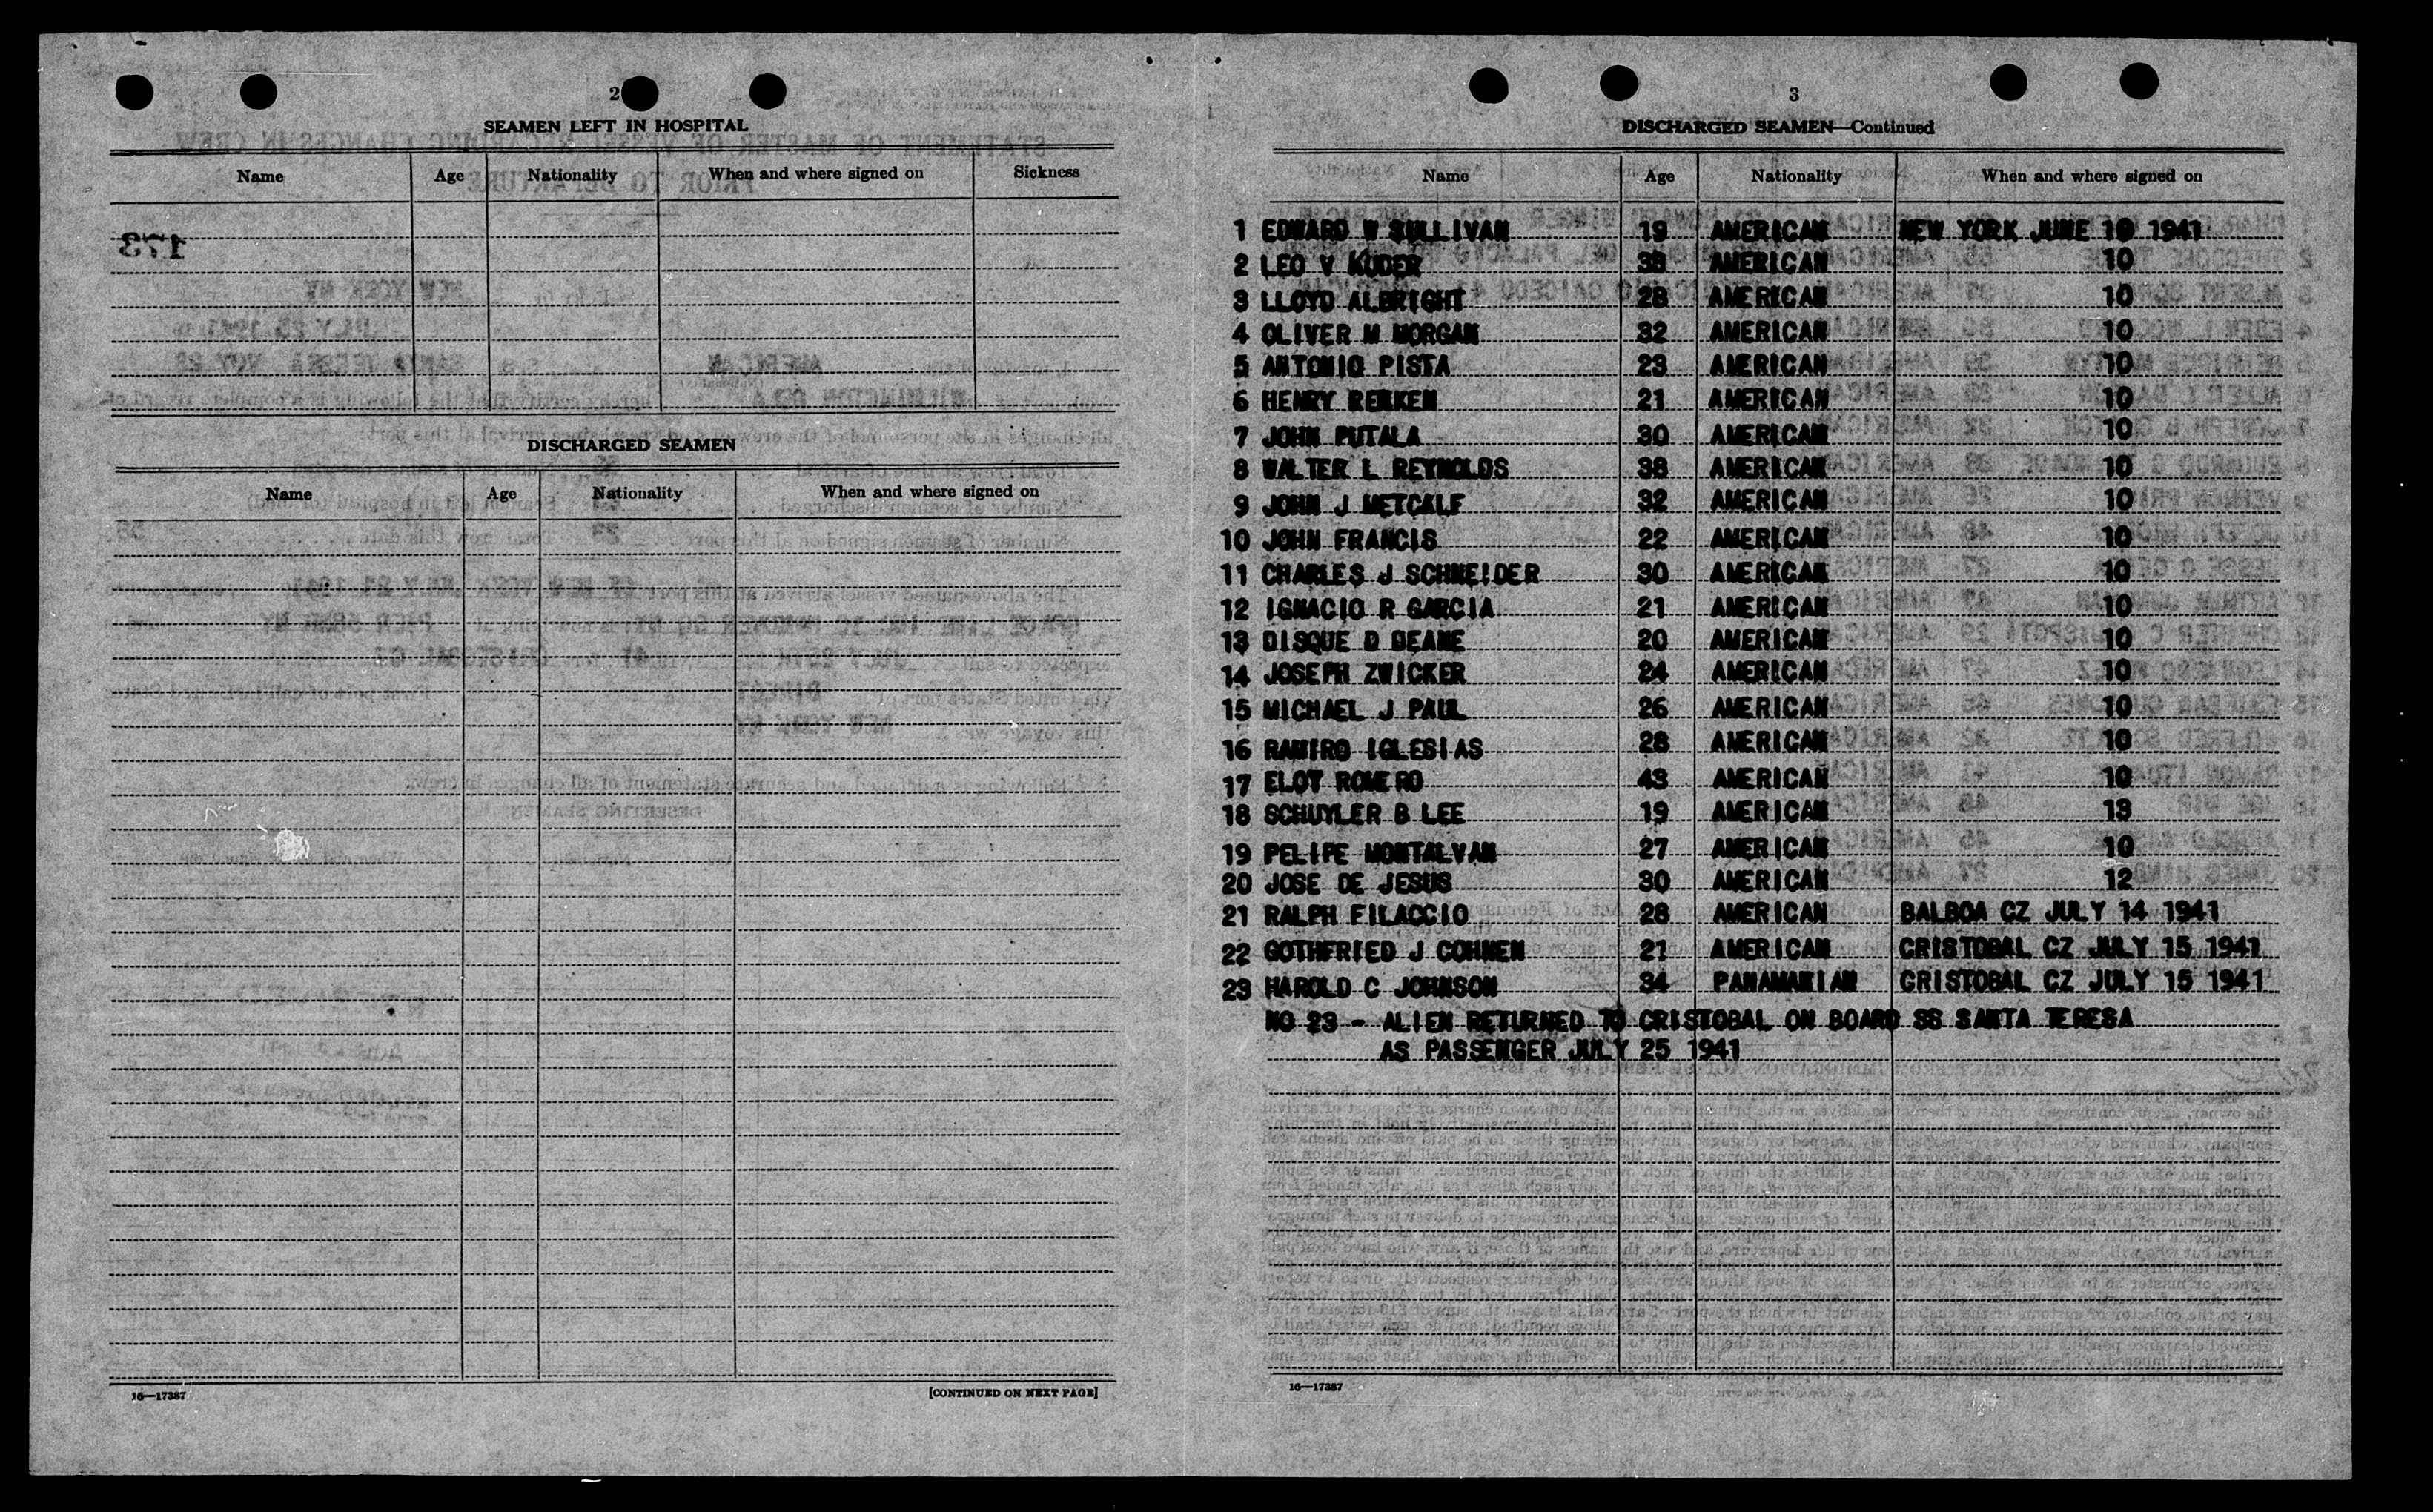 2
SEAMEN LEFT IN HOSPITAL
Name Age Nationality When and where signed on Sickness
173
DISCHARGED SEAMEN
Name Age Nationality When and where signed on
16—17387 [CONTINUED ON NEXT PAGE]
3
DISCHARGED SEAMEN—Continued
Name Age Nationality When and where signed on
1 EDWARD W SULLIVAN 19 AMERICAN NEW YORK JUNE 10 1941
2 LEO V KUDER 39 AMERICAN 10
3 LLOYD ALBRIGHT 28 AMERICAN 10
4 OLIVER M MORGAN 32 AMERICAN 10
5 ANTONIO PISTA 23 AMERICAN 10
6 HENRY RENKEN 21 AMERICAN 10
7 JOHN PUTALA 30 AMERICAN 10
8 WALTER L REYNOLDS 38 AMERICAN 10
9 JOHN J METCALF 32 AMERICAN 10
10 JOHN FRANCIS 22 AMERICAN 10
11 CHARLES J SCHNEIDER 30 AMERICAN 10
12 IGNACIO R GARCIA 21 AMERICAN 10
13 DISQUE D DEANE 20 AMERICAN 10
14 JOSEPH ZWICKER 24 AMERICAN 10
15 MICHAEL J PAUL 26 AMERICAN 10
16 RAMIRO IGLESIAS 28 AMERICAN 10
17 ELOY ROMERO 43 AMERICAN 10
18 SCHUYLER B LEE 19 AMERICAN 13
19 FELIPE MONTALVAN 27 AMERICAN 10
20 JOSE DE JESUS 30 AMERICAN 12
21 RALPH FILACCIO 28 AMERICAN BALBOA CZ JULY 14 1941
22 GOTHFRIED J COHNEN 21 AMERICAN CRISTOBAL CZ JULY 15 1941
23 HAROLD C JOHNSON 34 PANAMANIAN CRISTOBAL CZ JULY 15 1941
NO 23 - ALIEN RETURNED TO CRISTOBAL ON BOARD SS SANTA TERESA
AS PASSENGER JULY 25 1941
16—17387